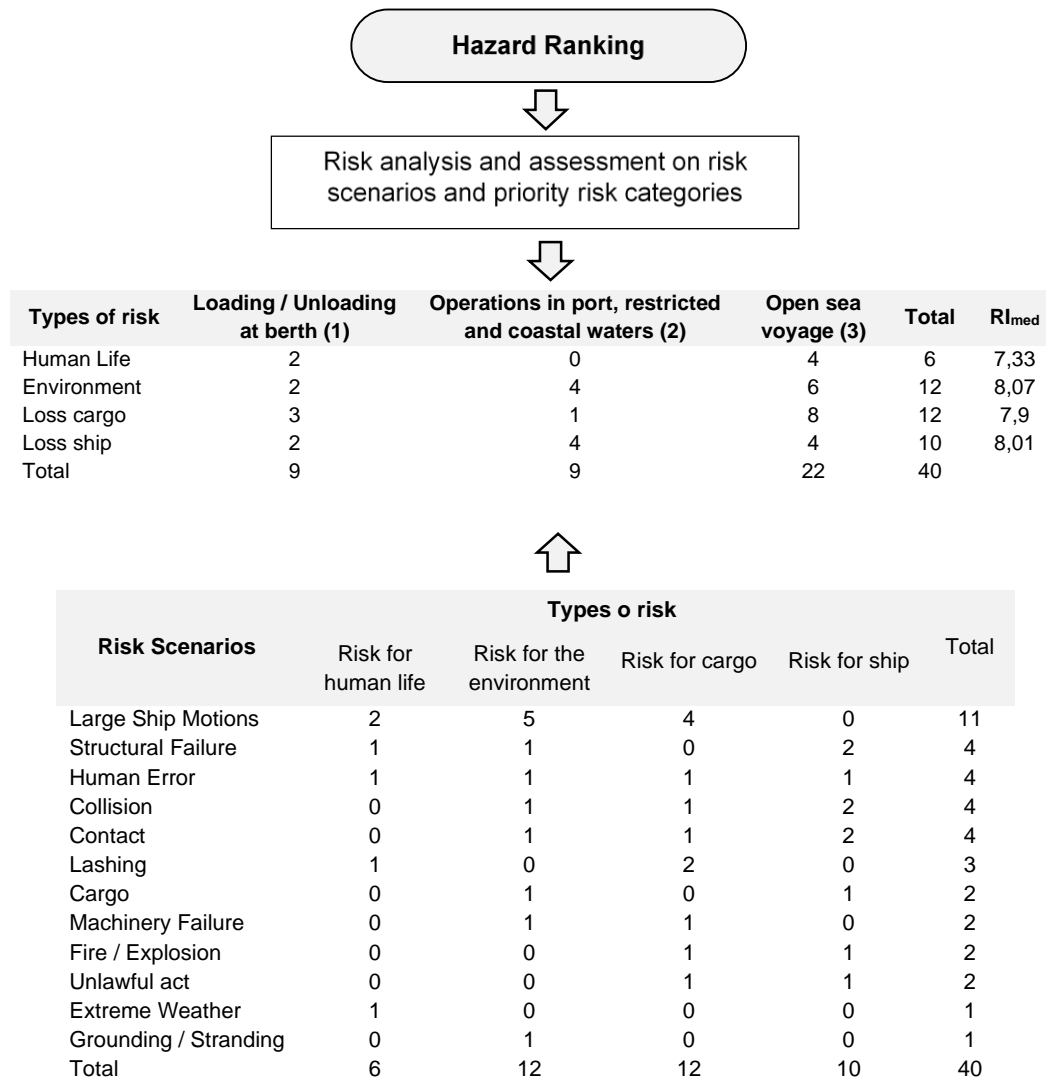 Hazard Ranking
Risk analysis and assessment on risk
scenarios and priority risk categories
Types of risk Loading / Unloading at berth (1) Operations in port, restricted and coastal waters (2) Open sea voyage (3) Total RImed
Human Life 2 0 4 6 7,33
Environment 2 4 6 12 8,07
Loss cargo 3 1 8 12 7,9
Loss ship 2 4 4 10 8,01
Total 9 9 22 40
Types o risk
Risk Scenarios Risk for human life Risk for the environment Risk for cargo Risk for ship Total
Large Ship Motions 2 5 4 0 11
Structural Failure 1 1 0 2 4
Human Error 1 1 1 1 4
Collision 0 1 1 2 4
Contact 0 1 1 2 4
Lashing 1 0 2 0 3
Cargo 0 1 0 1 2
Machinery Failure 0 1 1 0 2
Fire / Explosion 0 0 1 1 2
Unlawful act 0 0 1 1 2
Extreme Weather 1 0 0 0 1
Grounding / Stranding 0 1 0 0 1
Total 6 12 12 10 40